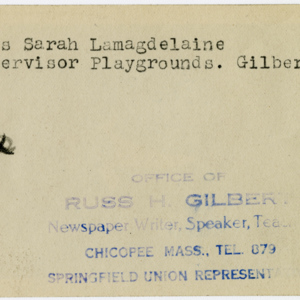 s Sarah Lamagdelaine
ervisor Playgrounds. Gilber
OFFICE OF
RUSS H. GILBERT
Newspaper Writer, Speaker, Teac
CHICOPEE MASS., TEL. 879
SPRINGFIELD UNION REPRESENTA